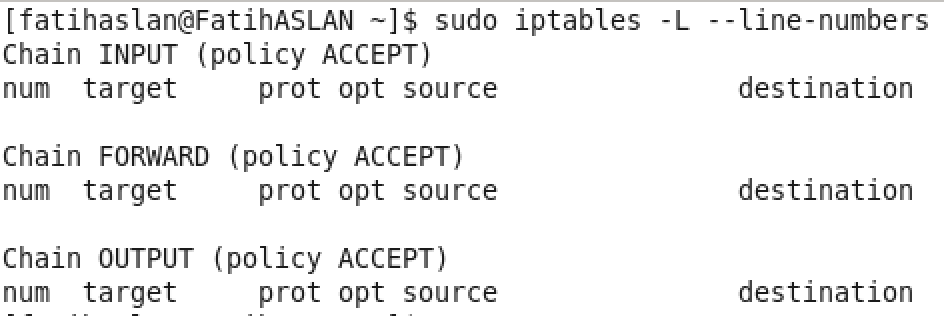 [fatihaslan@FatihASLAN ~]$ sudo iptables -L --line-numbers
Chain INPUT (policy ACCEPT)
num  target     prot opt source               destination

Chain FORWARD (policy ACCEPT)
num  target     prot opt source               destination

Chain OUTPUT (policy ACCEPT)
num  target     prot opt source               destination